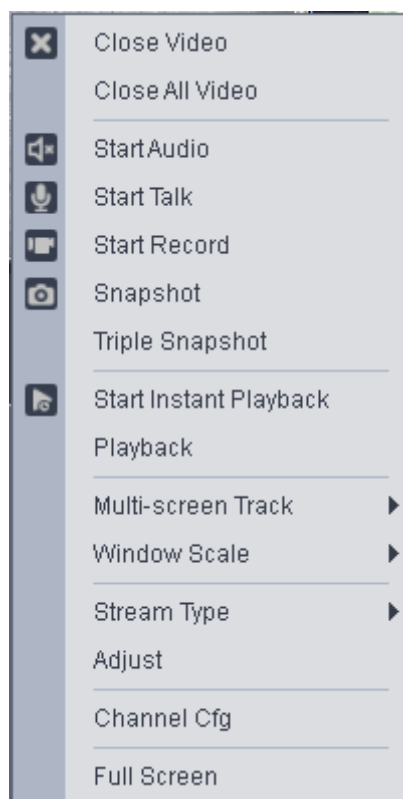 Close Video
Close All Video
Start Audio
Start Talk
Start Record
Snapshot
Triple Snapshot
Start Instant Playback
Playback
Multi-screen Track
Window Scale
Stream Type
Adjust
Channel Cfg
Full Screen